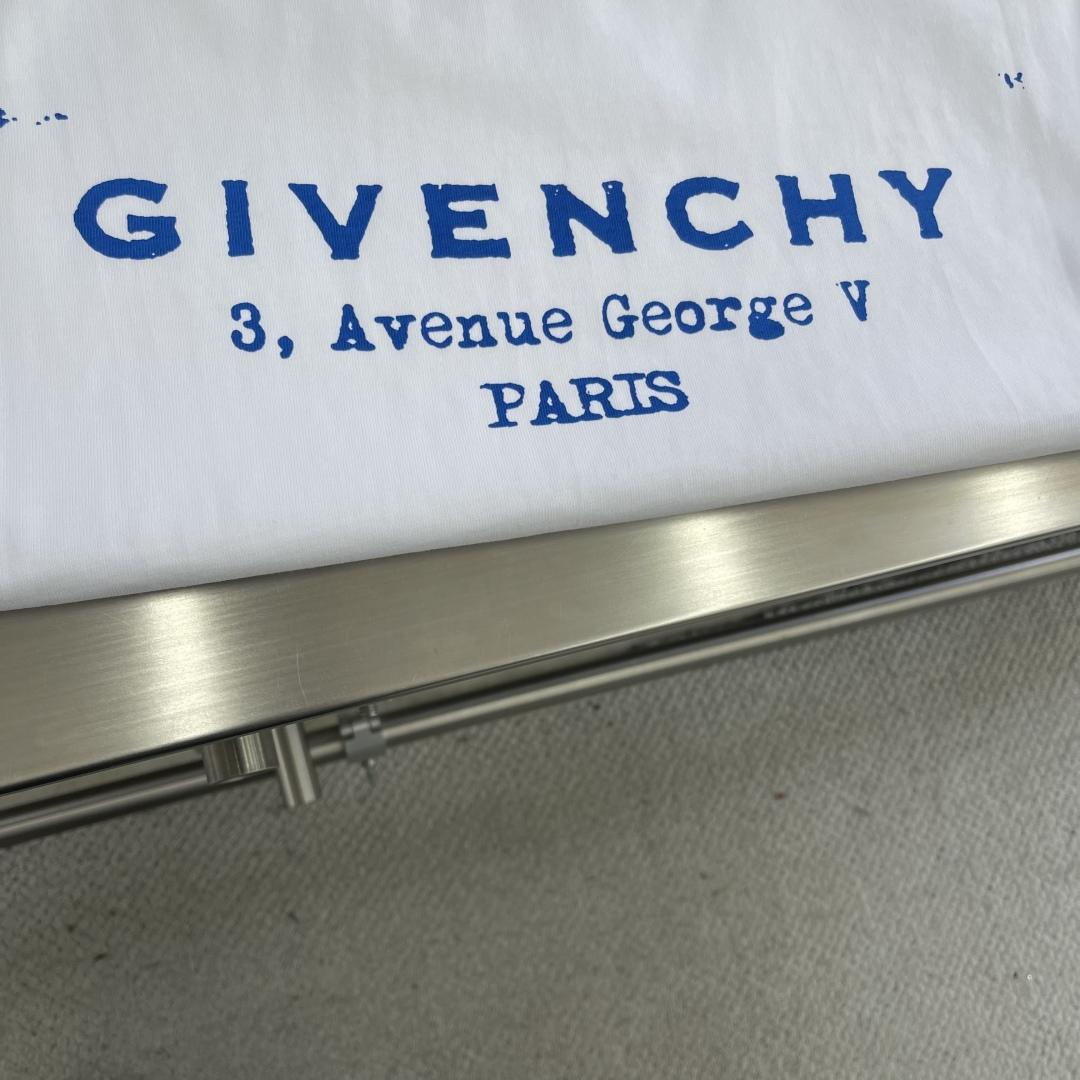 GIVENCHY
3, Avenue George V
PARIS